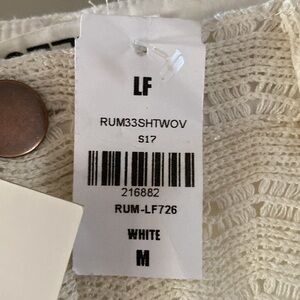 LF
RUM33SHTWOV
S17
216882
RUM-LF726
WHITE
M